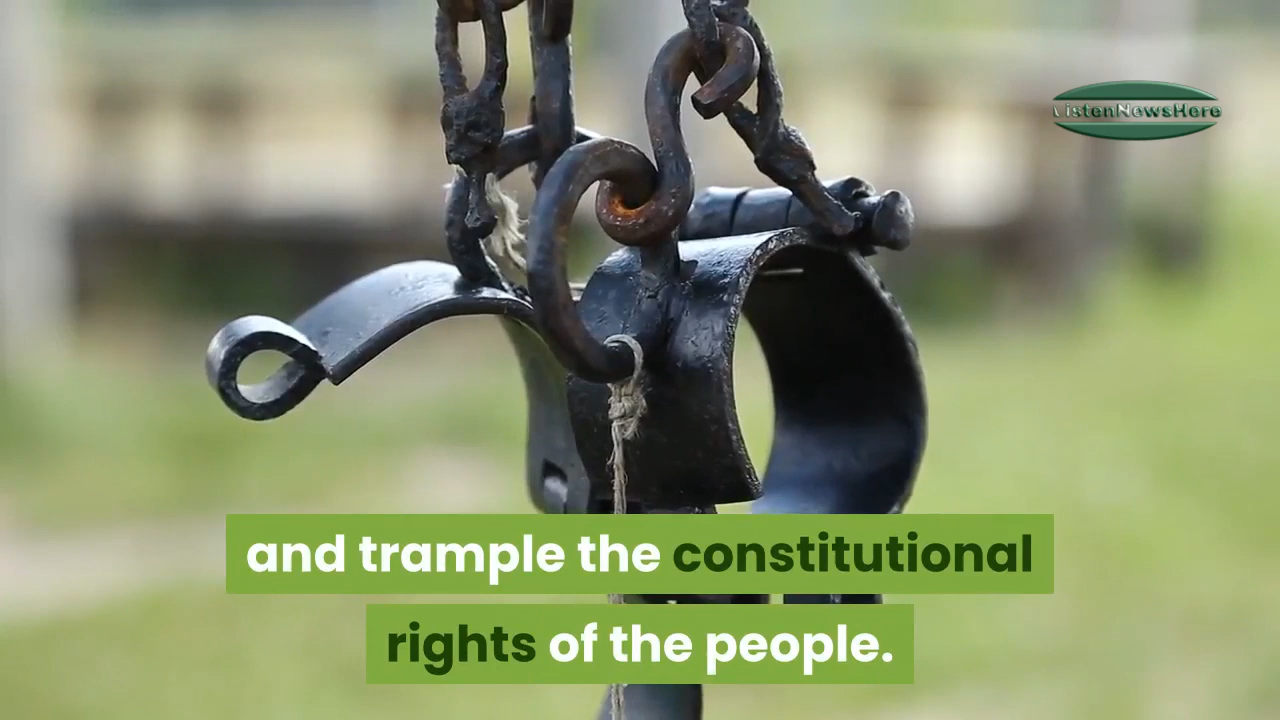 ListenNewsHere
and trample the constitutional
rights of the people.